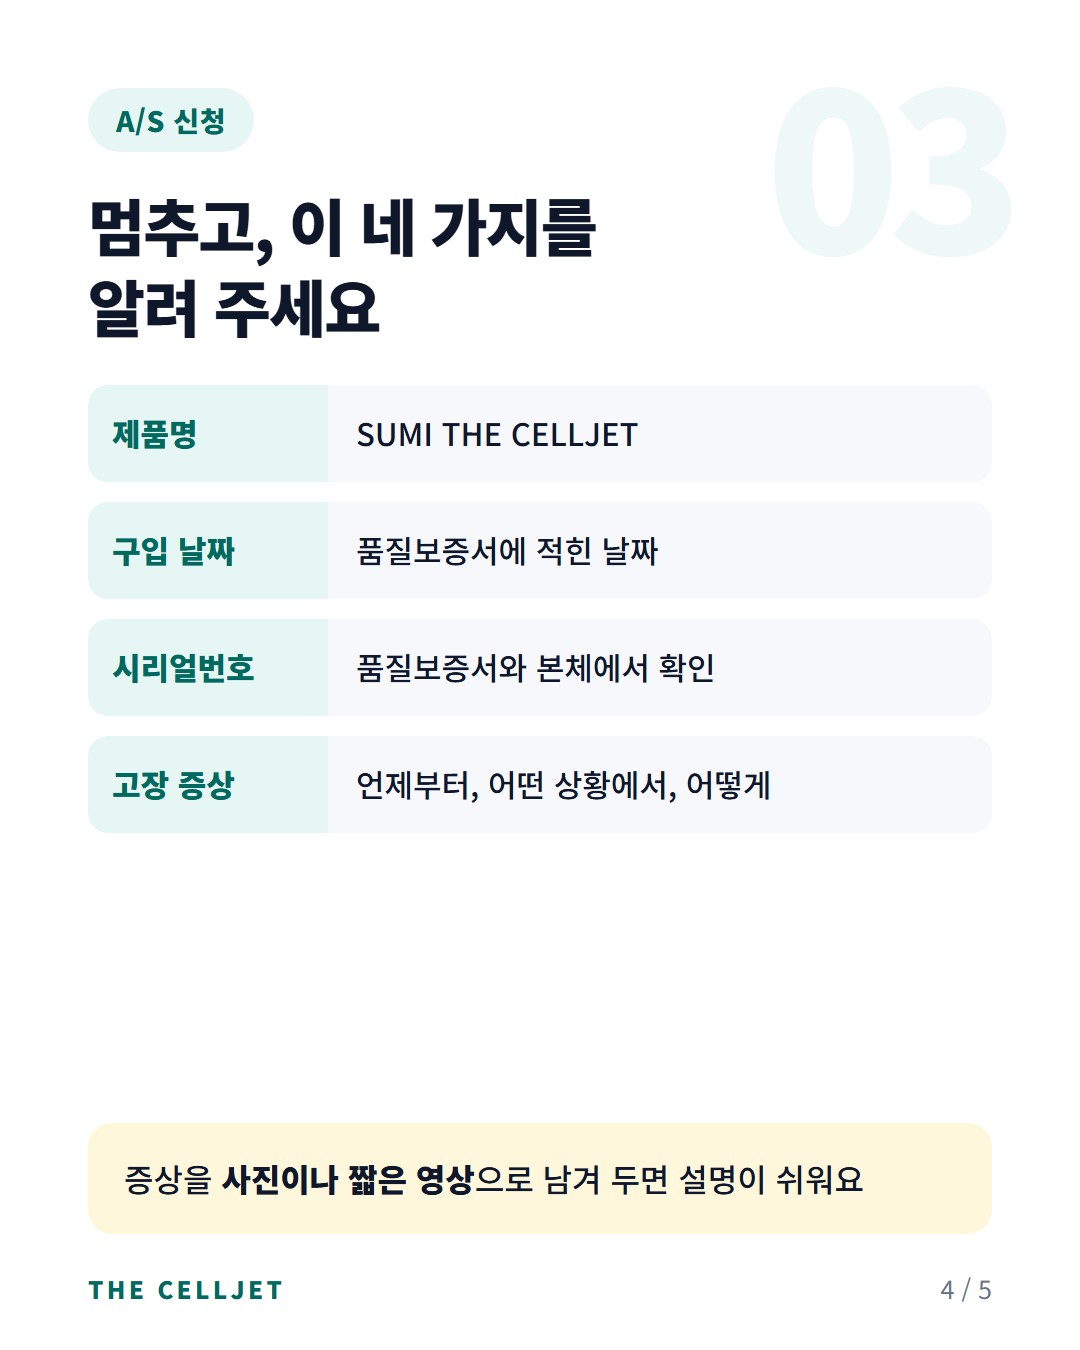 A/S 신청
03
멈추고, 이 네 가지를
알려 주세요
제품명 SUMI THE CELLJET
구입 날짜 품질보증서에 적힌 날짜
시리얼번호 품질보증서와 본체에서 확인
고장 증상 언제부터, 어떤 상황에서, 어떻게
증상을 사진이나 짧은 영상으로 남겨 두면 설명이 쉬워요
THE CELLJET 4 / 5